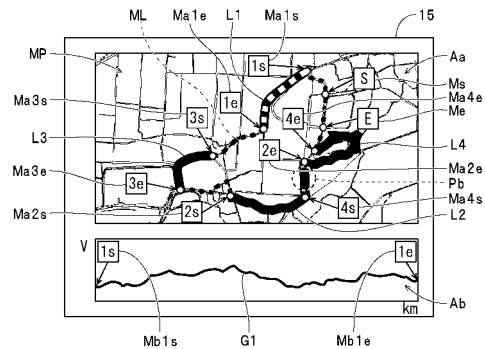 15
ML Ma1e L1 Ma1s
MP Aa
1s S Ms
Ma3s 1e Ma4e
3s 4e E Me
L3 2e L4
Ma3e 3e Ma2e
Pb
Ma2s 2s 4s Ma4s
L2
V 1s 1e
km Ab
Mb1s G1 Mb1e